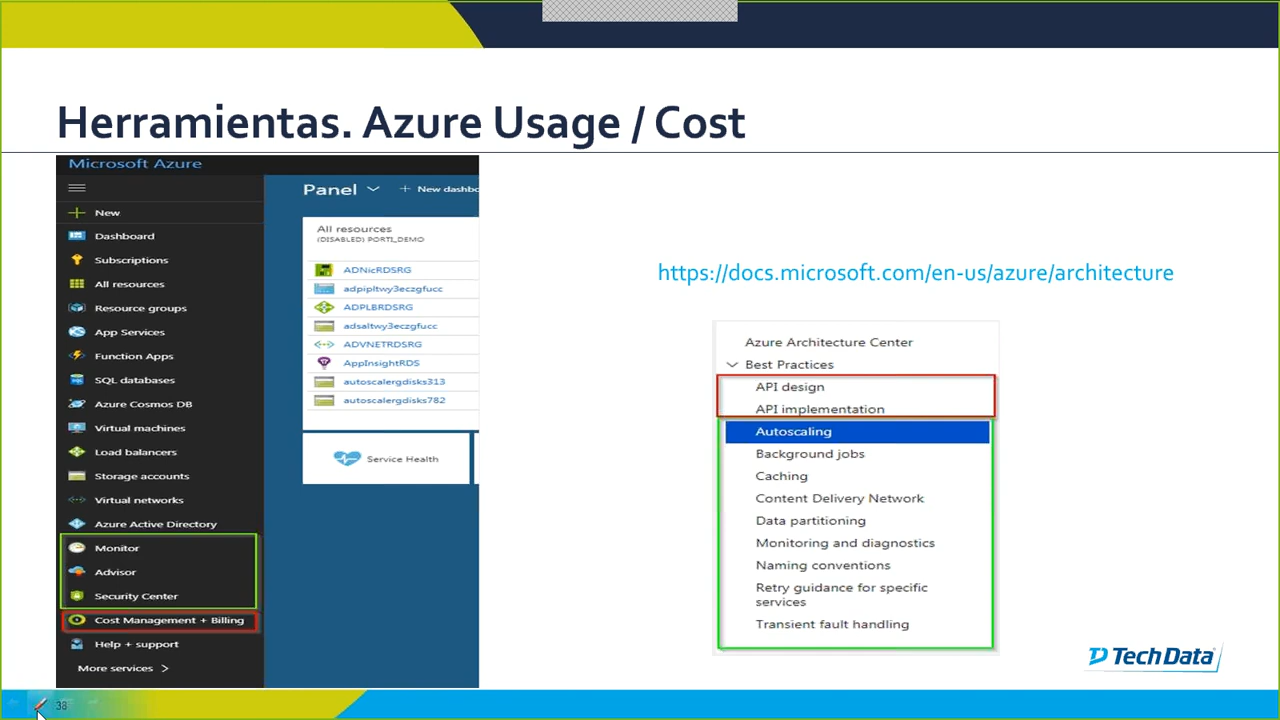 Herramientas. Azure Usage / Cost
Microsoft Azure
New
Dashboard
Subscriptions
All resources
Resource groups
App Services
Function Apps
SQL databases
Azure Cosmos DB
Virtual machines
Load balancers
Storage accounts
Virtual networks
Azure Active Directory
Monitor
Advisor
Security Center
Cost Management + Billing
Help + support
More services
Panel
+ New dashbo
All resources
(DISABLED) PORTI_DEMO
ADNicRDSRG
adpipltwy3eczgfucc
ADPLBRDSRG
adsaltwy3eczgfucc
ADVNETRDSRG
AppInsightRDS
autoscalergdisks313
autoscalergdisks782
Service Health
https://docs.microsoft.com/en-us/azure/architecture
Azure Architecture Center
Best Practices
API design
API implementation
Autoscaling
Background jobs
Caching
Content Delivery Network
Data partitioning
Monitoring and diagnostics
Naming conventions
Retry guidance for specific
services
Transient fault handling
Tech Data
38